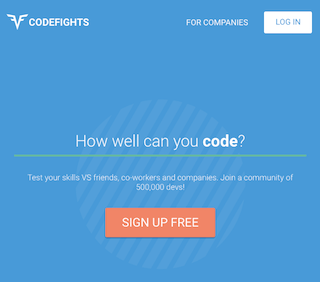 CODEFIGHTS
FOR COMPANIES
LOG IN
How well can you code?
Test your skills VS friends, co-workers and companies. Join a community of
500,000 devs!
SIGN UP FREE